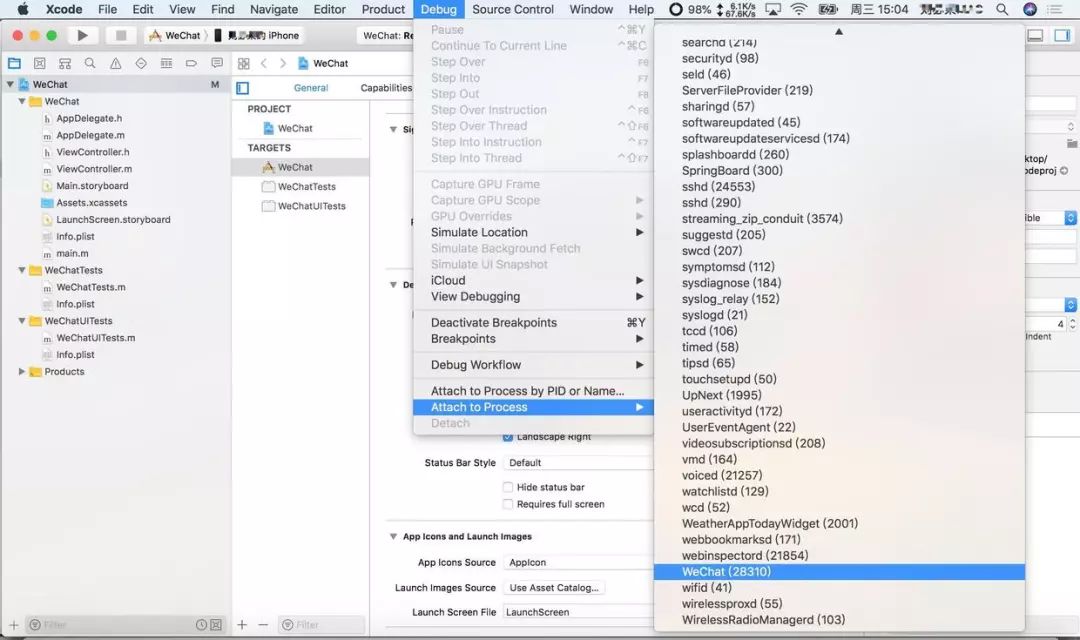 Xcode File Edit View Find Navigate Editor Product Debug Source Control Window Help 98% 6.1K/s 67.6K/s 周三 15:04
WeChat iPhone WeChat:
WeChat
WeChat M
WeChat
AppDelegate.h
AppDelegate.m
ViewController.h
ViewController.m
Main.storyboard
Assets.xcassets
LaunchScreen.storyboard
Info.plist
main.m
WeChatTests
WeChatTests.m
Info.plist
WeChatUITests
WeChatUITests.m
Info.plist
Products
Filter
General Capabilities
PROJECT
WeChat
TARGETS
WeChat
WeChatTests
WeChatUITests
Filter
Pause ⌃⌘Y
Continue To Current Line ⌃⌘C
Step Over F6
Step Into F7
Step Out F8
Step Over Instruction ⌃F6
Step Over Thread ⌃⇧F6
Step Into Instruction ⌃F7
Step Into Thread ⌃⇧F7
Capture GPU Frame
Capture GPU Scope
GPU Overrides
Simulate Location
Simulate Background Fetch
Simulate UI Snapshot
iCloud
View Debugging
Deactivate Breakpoints ⌘Y
Breakpoints
Debug Workflow
Attach to Process by PID or Name...
Attach to Process
Detach
Landscape Right
Status Bar Style Default
Hide status bar
Requires full screen
App Icons and Launch Images
App Icons Source AppIcon
Launch Images Source Use Asset Catalog...
Launch Screen File LaunchScreen
searchd (214)
securityd (98)
seld (46)
ServerFileProvider (219)
sharingd (57)
softwareupdated (45)
softwareupdateservicesd (174)
splashboardd (260)
SpringBoard (300)
sshd (24553)
sshd (290)
streaming_zip_conduit (3574)
suggestd (205)
swcd (207)
symptomsd (112)
sysdiagnose (184)
syslog_relay (152)
syslogd (21)
tccd (106)
timed (58)
tipsd (65)
touchsetupd (50)
UpNext (1995)
useractivityd (172)
UserEventAgent (22)
videosubscriptionsd (208)
vmd (164)
voiced (21257)
watchlistd (129)
wcd (52)
WeatherAppTodayWidget (2001)
webbookmarksd (171)
webinspectord (21854)
WeChat (28310)
wifid (41)
wirelessproxd (55)
WirelessRadioManagerd (103)
4